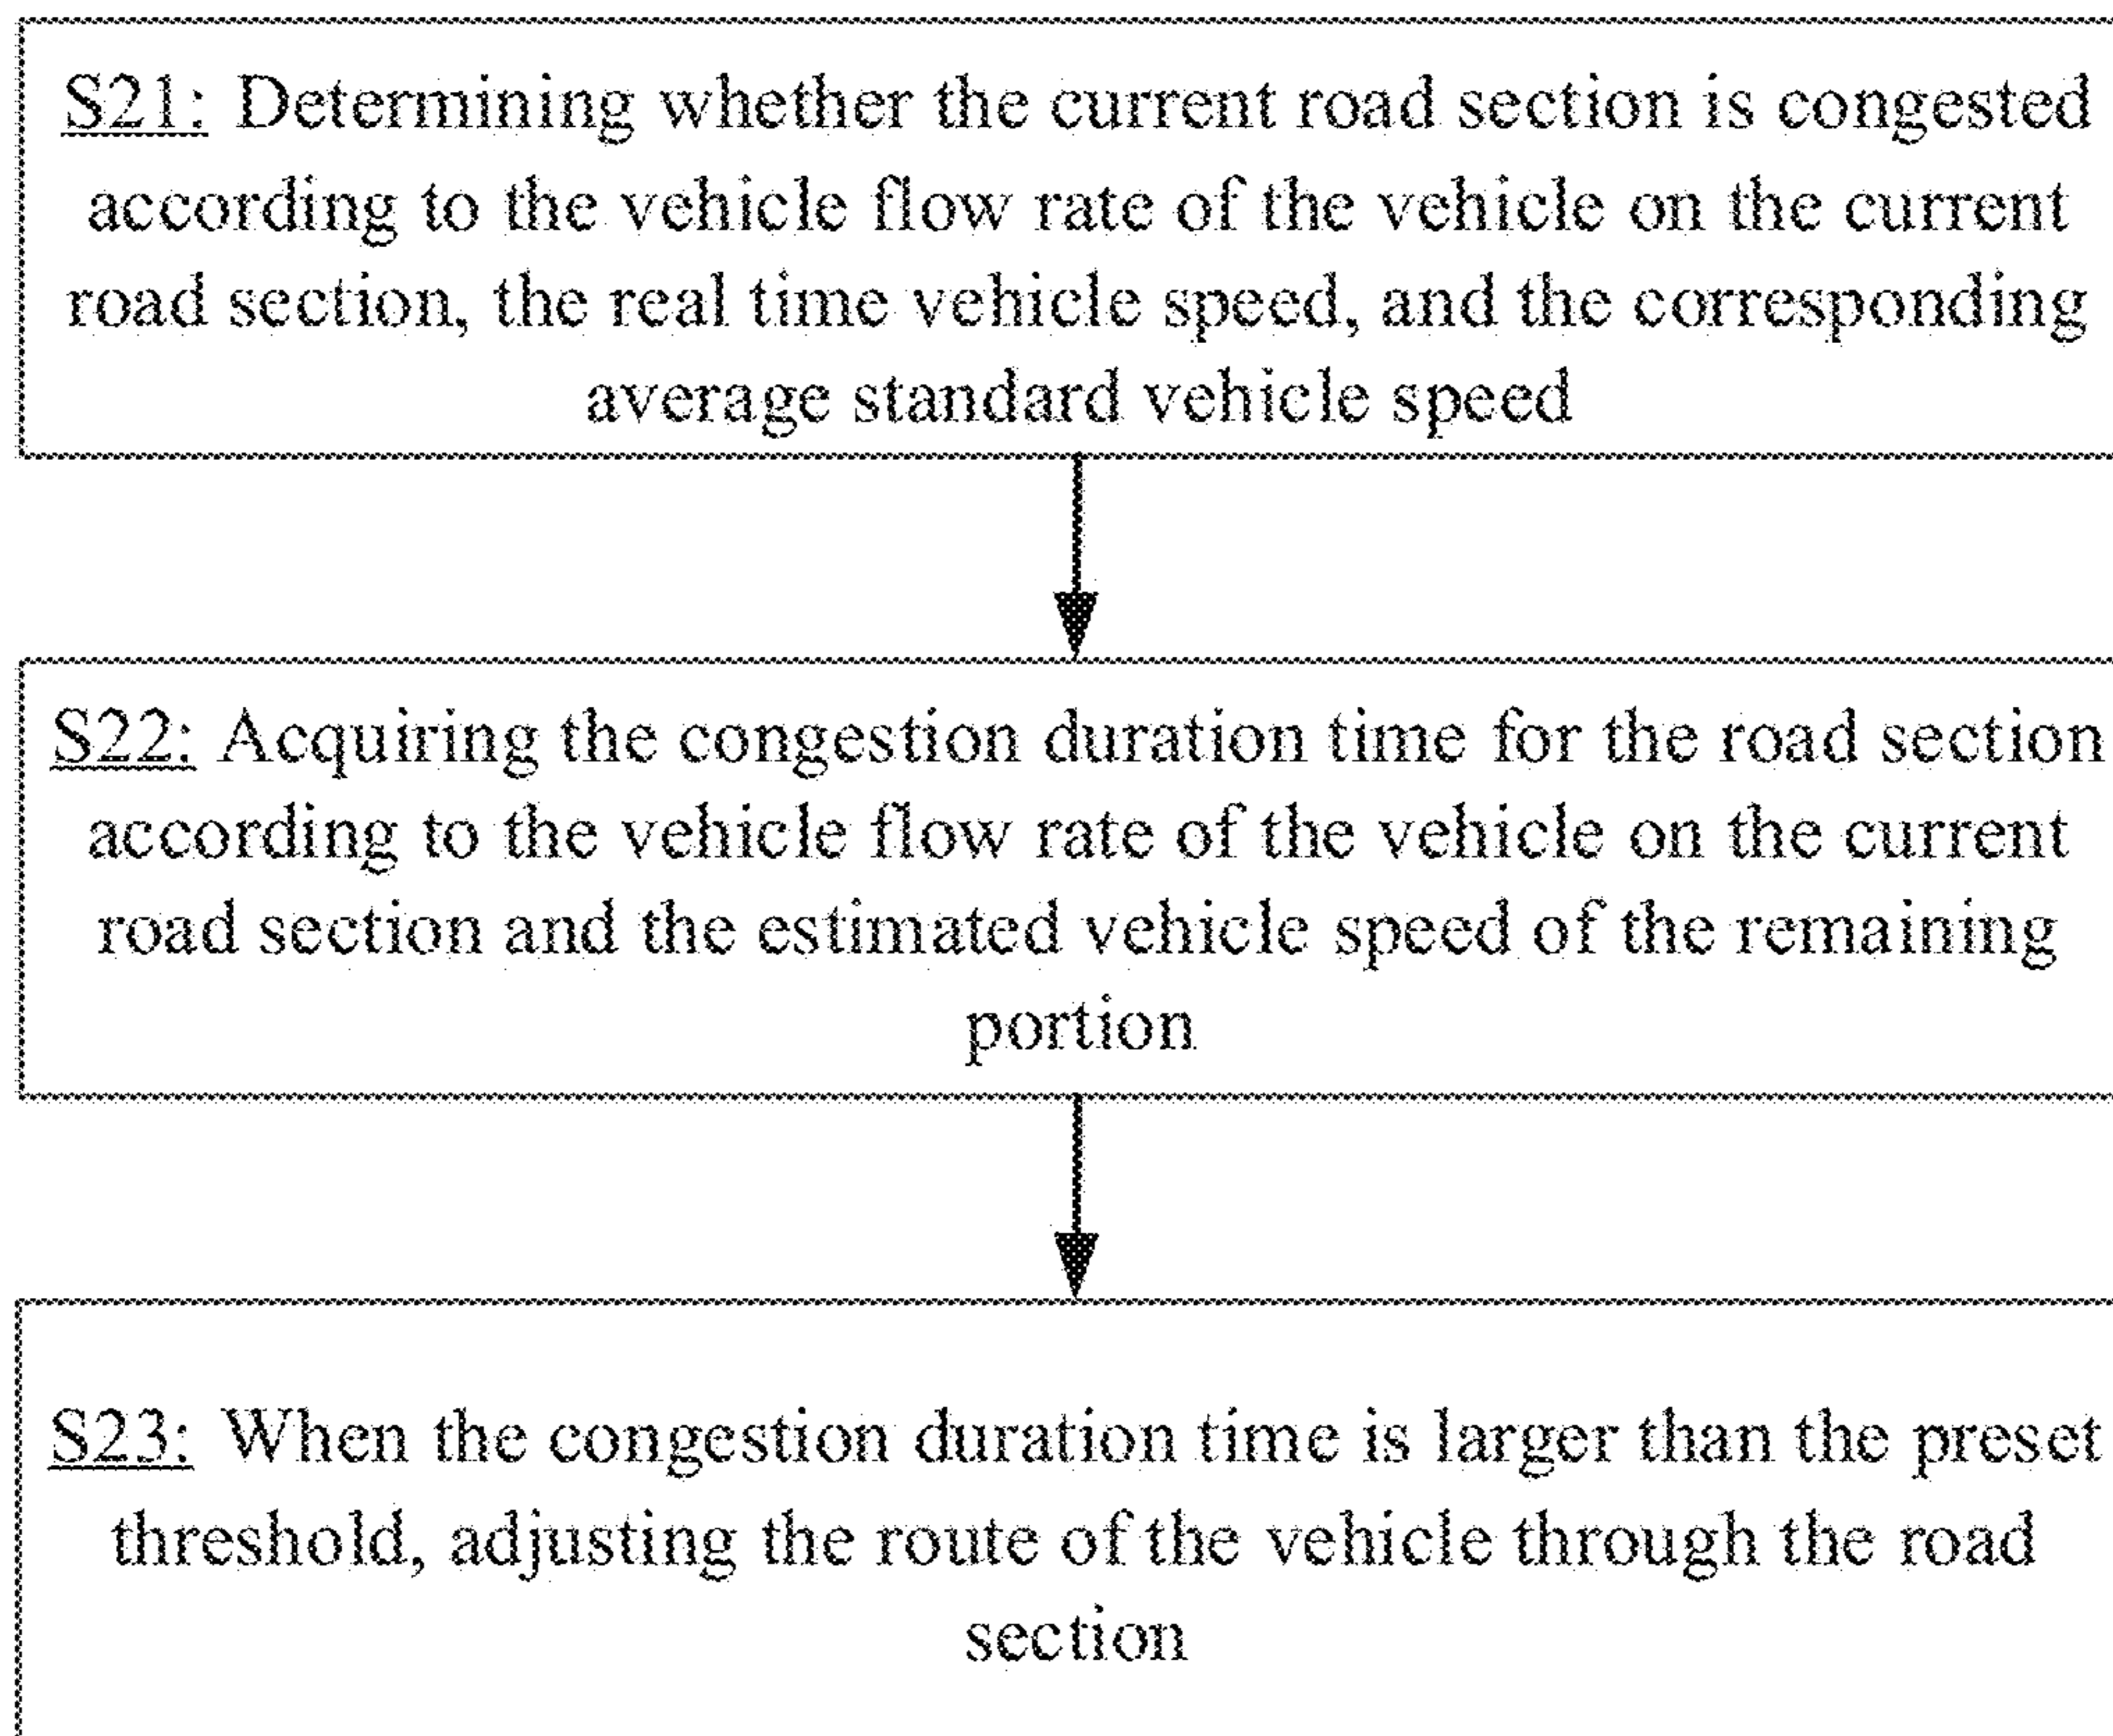 S21: Determining whether the current road section is congested
according to the vehicle flow rate of the vehicle on the current
road section, the real time vehicle speed, and the corresponding
average standard vehicle speed
S22: Acquiring the congestion duration time for the road section
according to the vehicle flow rate of the vehicle on the current
road section and the estimated vehicle speed of the remaining
portion
S23: When the congestion duration time is larger than the preset
threshold, adjusting the route of the vehicle through the road
section